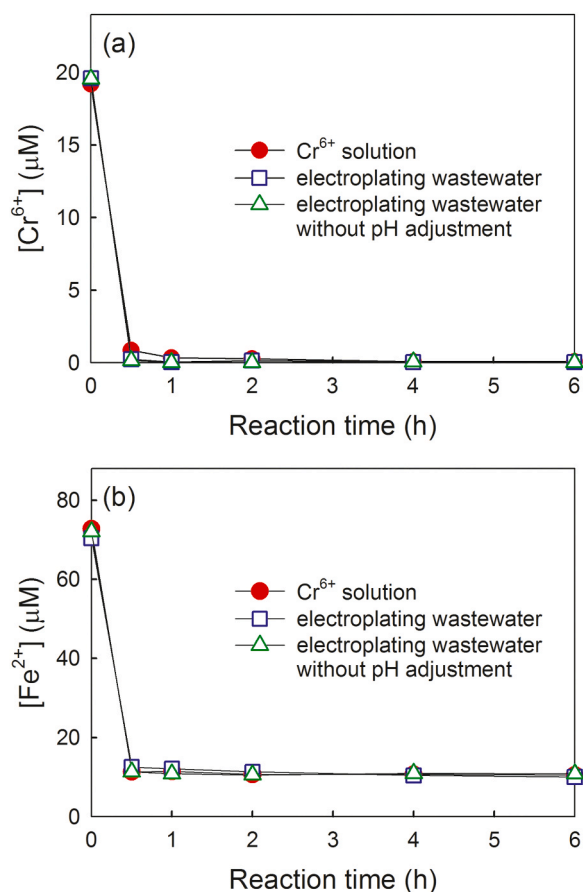 (a)
20
15
10
5
0
[Cr⁶⁺] (μM)
Cr⁶⁺ solution
electroplating wastewater
electroplating wastewater
without pH adjustment
0 1 2 3 4 5 6
Reaction time (h)
(b)
80
60
40
20
0
[Fe²⁺] (μM)
Cr⁶⁺ solution
electroplating wastewater
electroplating wastewater
without pH adjustment
0 1 2 3 4 5 6
Reaction time (h)